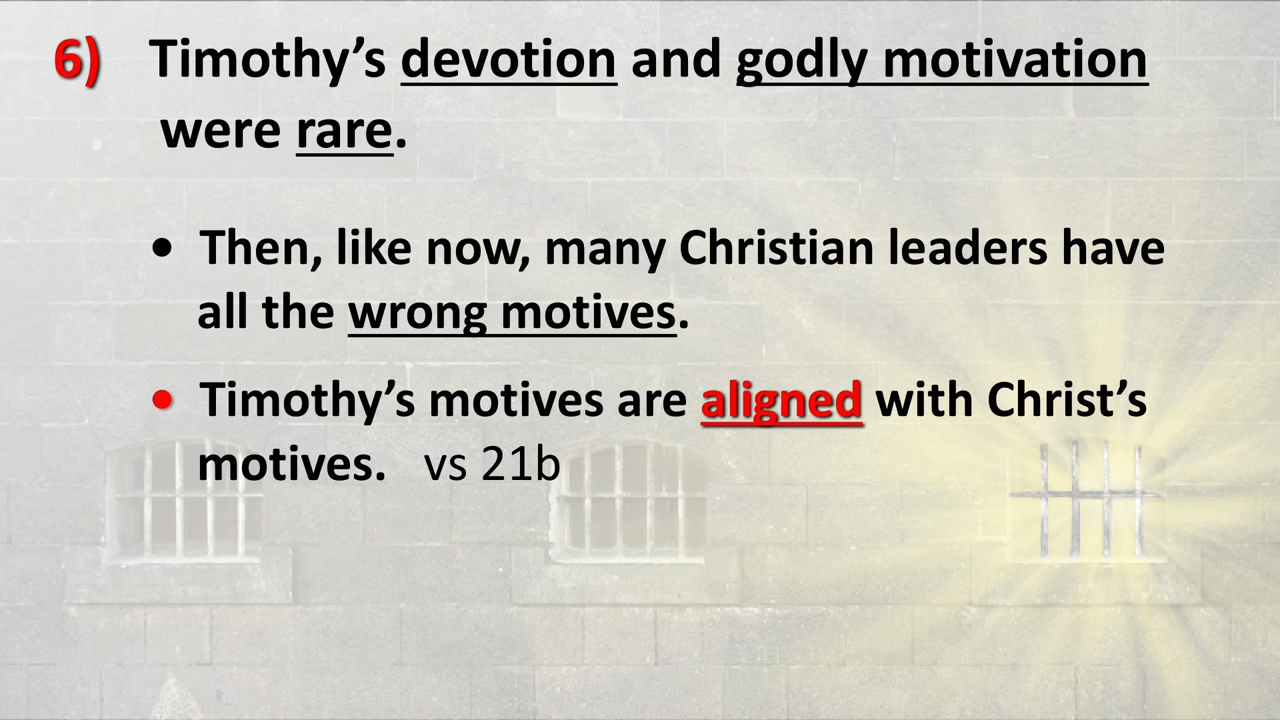 6) Timothy’s devotion and godly motivation
were rare.
• Then, like now, many Christian leaders have
all the wrong motives.
• Timothy’s motives are aligned with Christ’s
motives. vs 21b